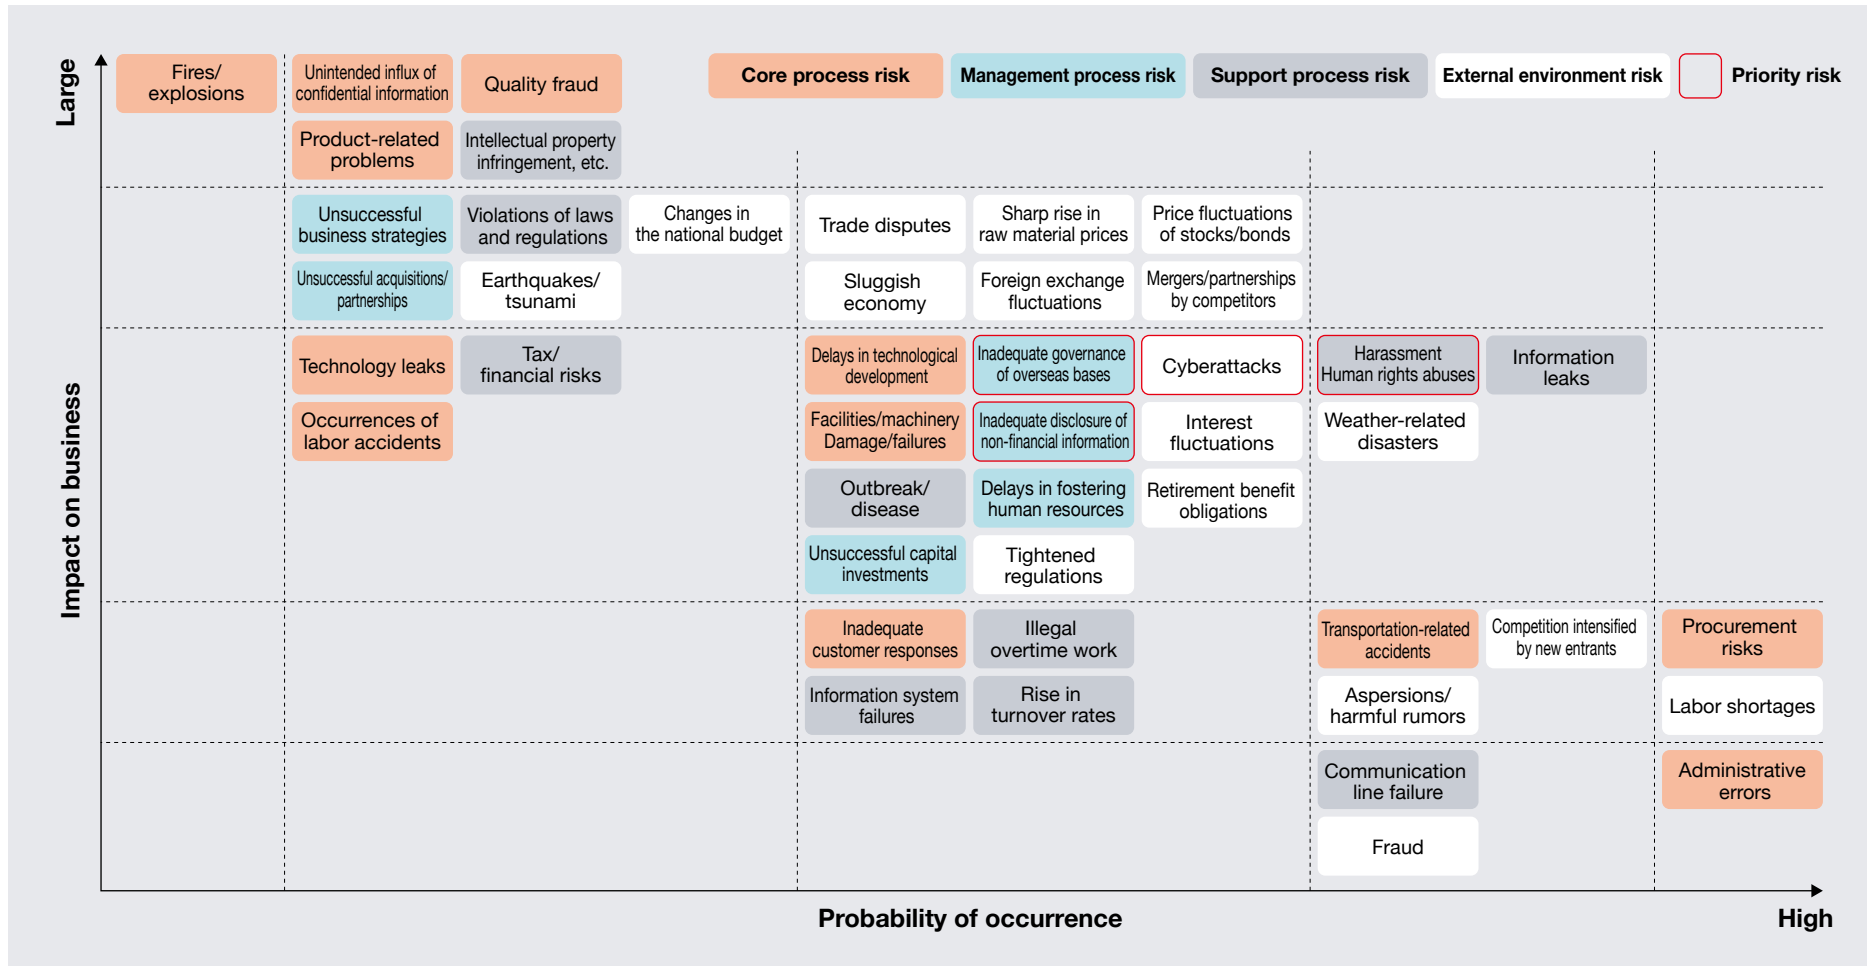 Large
Impact on business
Core process risk
Management process risk
Support process risk
External environment risk
Priority risk
Fires/
explosions
Unintended influx of
confidential information
Quality fraud
Product-related
problems
Intellectual property
infringement, etc.
Unsuccessful
business strategies
Violations of laws
and regulations
Changes in
the national budget
Trade disputes
Sharp rise in
raw material prices
Price fluctuations
of stocks/bonds
Unsuccessful acquisitions/
partnerships
Earthquakes/
tsunami
Sluggish
economy
Foreign exchange
fluctuations
Mergers/partnerships
by competitors
Technology leaks
Tax/
financial risks
Delays in technological
development
Inadequate governance
of overseas bases
Cyberattacks
Harassment
Human rights abuses
Information
leaks
Occurrences of
labor accidents
Facilities/machinery
Damage/failures
Inadequate disclosure of
non-financial information
Interest
fluctuations
Weather-related
disasters
Outbreak/
disease
Delays in fostering
human resources
Retirement benefit
obligations
Unsuccessful capital
investments
Tightened
regulations
Inadequate
customer responses
Illegal
overtime work
Transportation-related
accidents
Competition intensified
by new entrants
Procurement
risks
Information system
failures
Rise in
turnover rates
Aspersions/
harmful rumors
Labor shortages
Communication
line failure
Administrative
errors
Fraud
Probability of occurrence
High